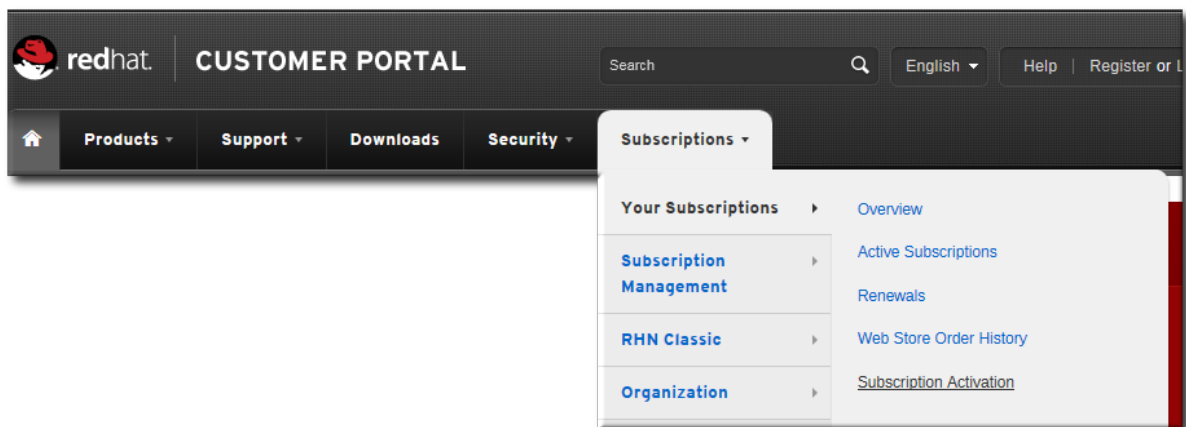 redhat. CUSTOMER PORTAL Search English Help | Register or
Products Support Downloads Security Subscriptions
Your Subscriptions
Subscription
Management
RHN Classic
Organization
Overview
Active Subscriptions
Renewals
Web Store Order History
Subscription Activation